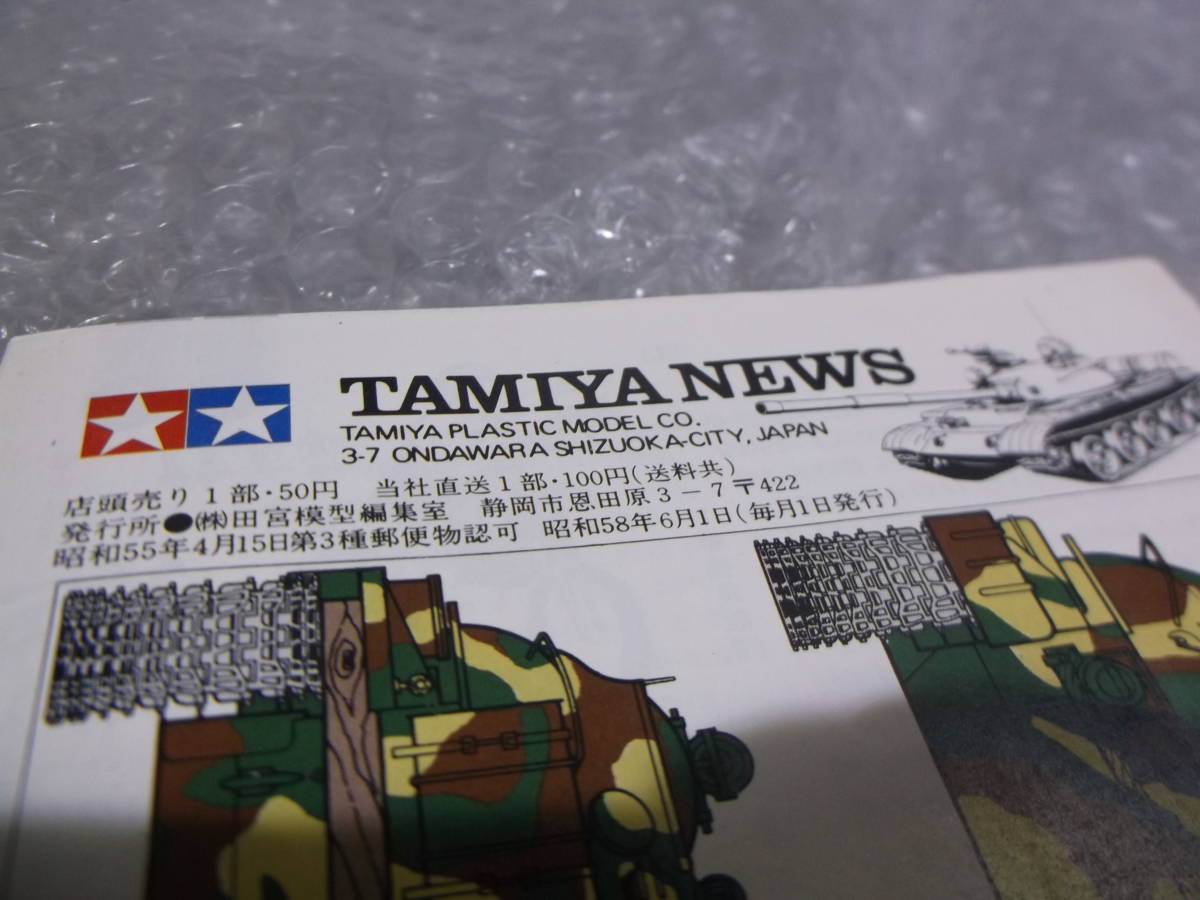 TAMIYA NEWS
TAMIYA PLASTIC MODEL CO.
3-7 ONDAWARA SHIZUOKA-CITY, JAPAN
店頭売り1部・50円 当社直送1部・100円(送料共)
発行所●㈱田宮模型編集室 静岡市恩田原3-7〒422
昭和55年4月15日第3種郵便物認可 昭和58年6月1日(毎月1日発行)